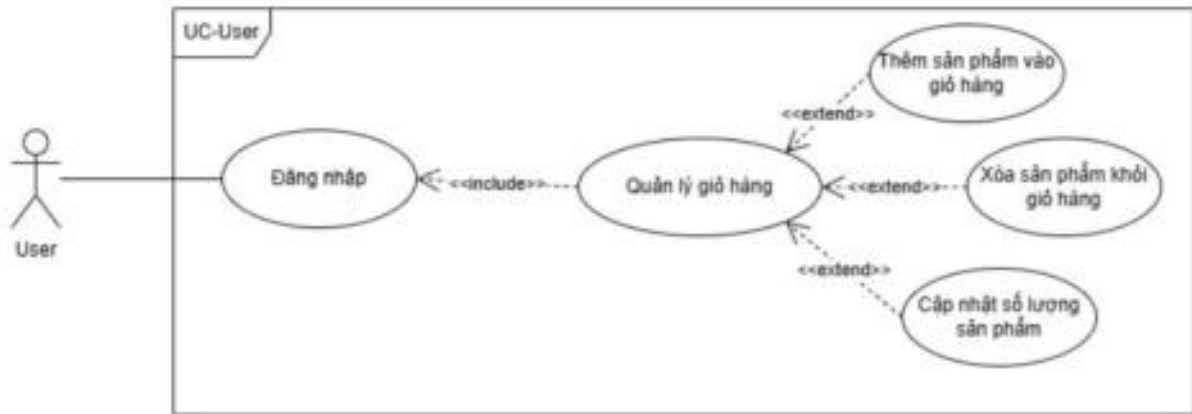 UC-User
Thêm sản phẩm vào
giỏ hàng
<<extend>>
Đăng nhập
<<include>>
Quản lý giỏ hàng
<<extend>>
Xóa sản phẩm khỏi
giỏ hàng
User
<<extend>>
Cập nhật số lượng
sản phẩm